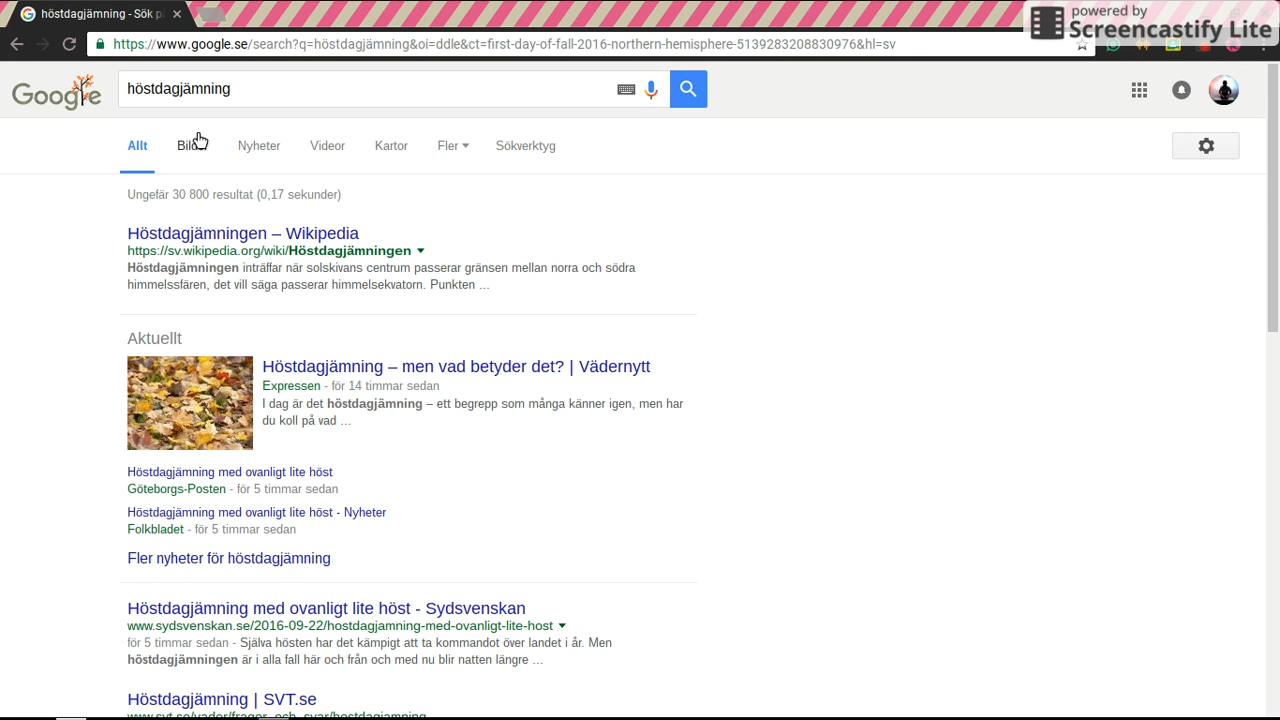 höstdagjämning - Sök p
powered by
Screencastify Lite
https://www.google.se/search?q=höstdagjämning&oi=ddle&ct=first-day-of-fall-2016-northern-hemisphere-5139283208830976&hl=sv
Google
höstdagjämning
Allt
Nyheter
Videor
Kartor
Fler
Sökverktyg
Ungefär 30 800 resultat (0,17 sekunder)
Höstdagjämningen – Wikipedia
https://sv.wikipedia.org/wiki/Höstdagjämningen
Höstdagjämningen inträffar när solskivans centrum passerar gränsen mellan norra och södra
himmelssfären, det vill säga passerar himmelsekvatorn. Punkten ...
Aktuellt
Höstdagjämning – men vad betyder det? | Vädernytt
Expressen - för 14 timmar sedan
I dag är det höstdagjämning – ett begrepp som många känner igen, men har
du koll på vad ...
Höstdagjämning med ovanligt lite höst
Göteborgs-Posten - för 5 timmar sedan
Höstdagjämning med ovanligt lite höst - Nyheter
Folkbladet - för 5 timmar sedan
Fler nyheter för höstdagjämning
Höstdagjämning med ovanligt lite höst - Sydsvenskan
www.sydsvenskan.se/2016-09-22/hostdagjamning-med-ovanligt-lite-host
för 5 timmar sedan - Själva hösten har det kämpigt att ta kommandot över landet i år. Men
höstdagjämningen är i alla fall här och från och med nu blir natten längre ...
Höstdagjämning | SVT.se
www.svt.se/vader/fragor_och_svar/hostdagjamning